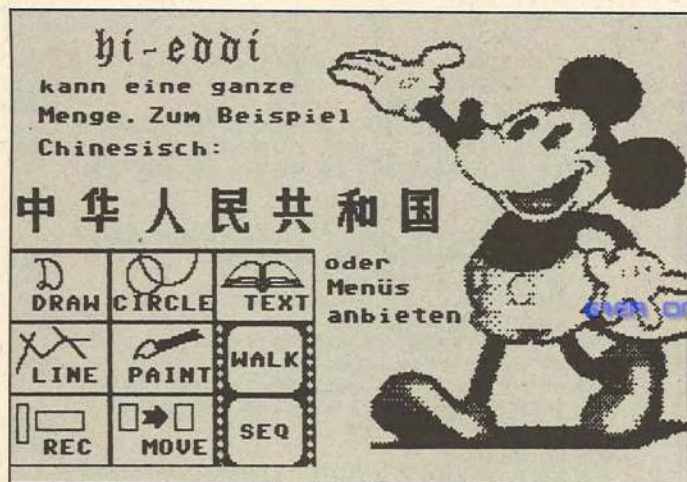 hi-eddi
kann eine ganze
Menge. Zum Beispiel
Chinesisch:
中华人民共和国
DRAW CIRCLE TEXT
oder
Menüs
anbieten
LINE PAINT WALK
REC MOVE SEQ